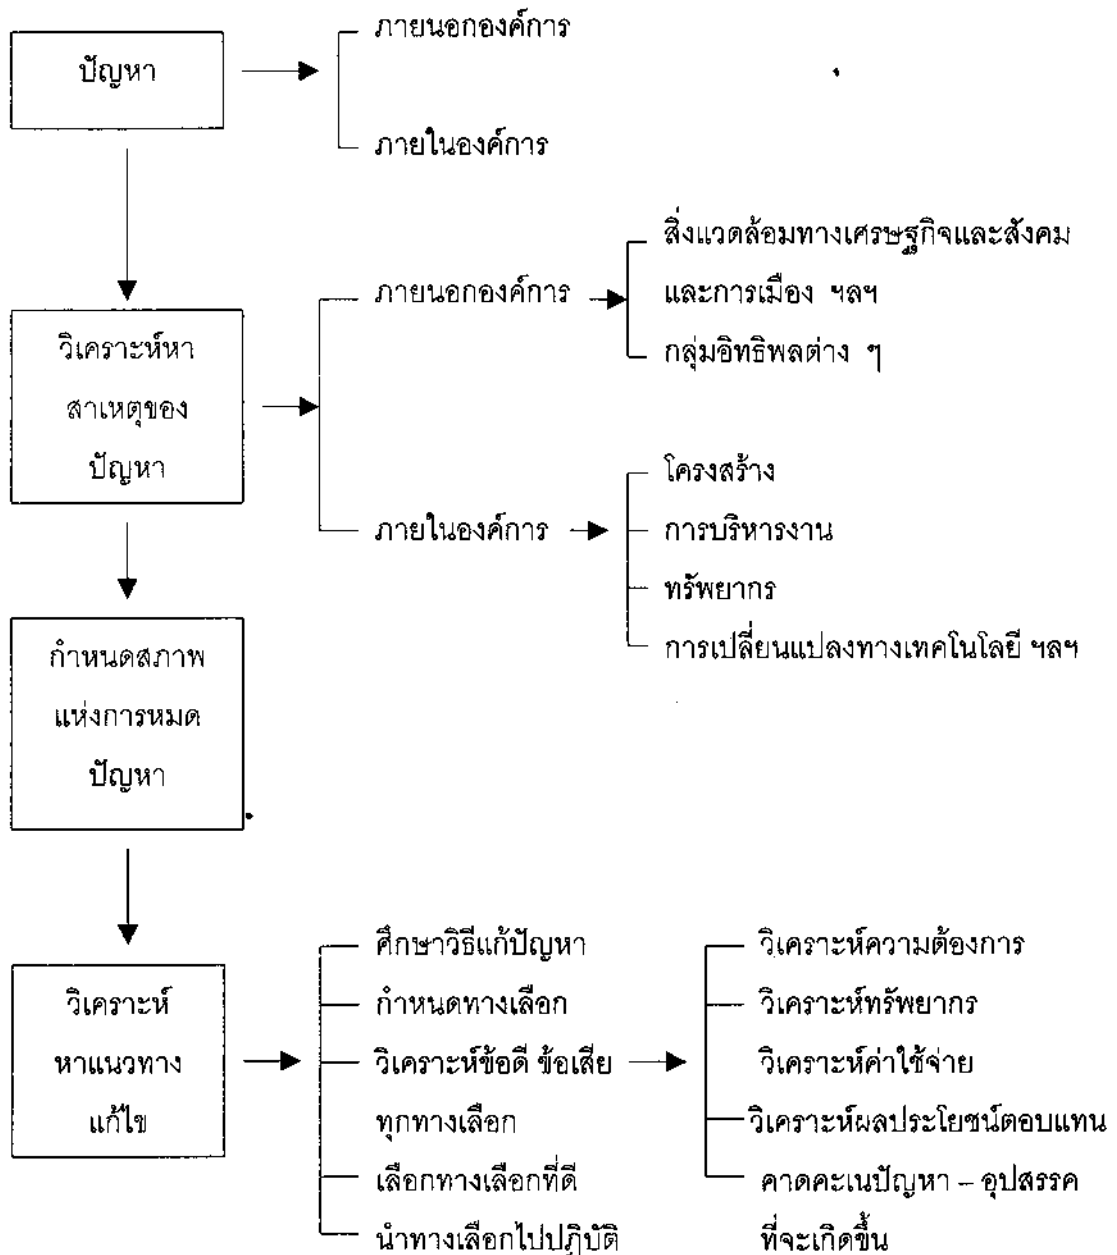 ปัญหา
ภายนอกองค์การ
ภายในองค์การ
วิเคราะห์หา
สาเหตุของ
ปัญหา
ภายนอกองค์การ
สิ่งแวดล้อมทางเศรษฐกิจและสังคม
และการเมือง ฯลฯ
กลุ่มอิทธิพลต่าง ๆ
ภายในองค์การ
โครงสร้าง
การบริหารงาน
ทรัพยากร
การเปลี่ยนแปลงทางเทคโนโลยี ฯลฯ
กำหนดสภาพ
แห่งการหมด
ปัญหา
วิเคราะห์
หาแนวทาง
แก้ไข
ศึกษาวิธีแก้ปัญหา
กำหนดทางเลือก
วิเคราะห์ข้อดี ข้อเสีย
ทุกทางเลือก
เลือกทางเลือกที่ดี
นำทางเลือกไปปฏิบัติ
วิเคราะห์ความต้องการ
วิเคราะห์ทรัพยากร
วิเคราะห์ค่าใช้จ่าย
วิเคราะห์ผลประโยชน์ตอบแทน
คาดคะเนปัญหา – อุปสรรค
ที่จะเกิดขึ้น